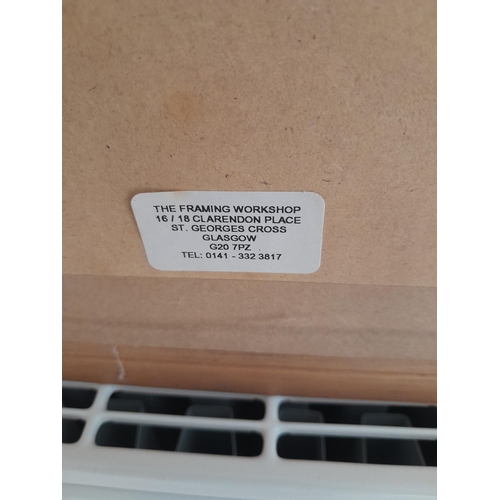 THE FRAMING WORKSHOP
16 / 18 CLARENDON PLACE
ST. GEORGES CROSS
GLASGOW
G20 7PZ
TEL: 0141 - 332 3817